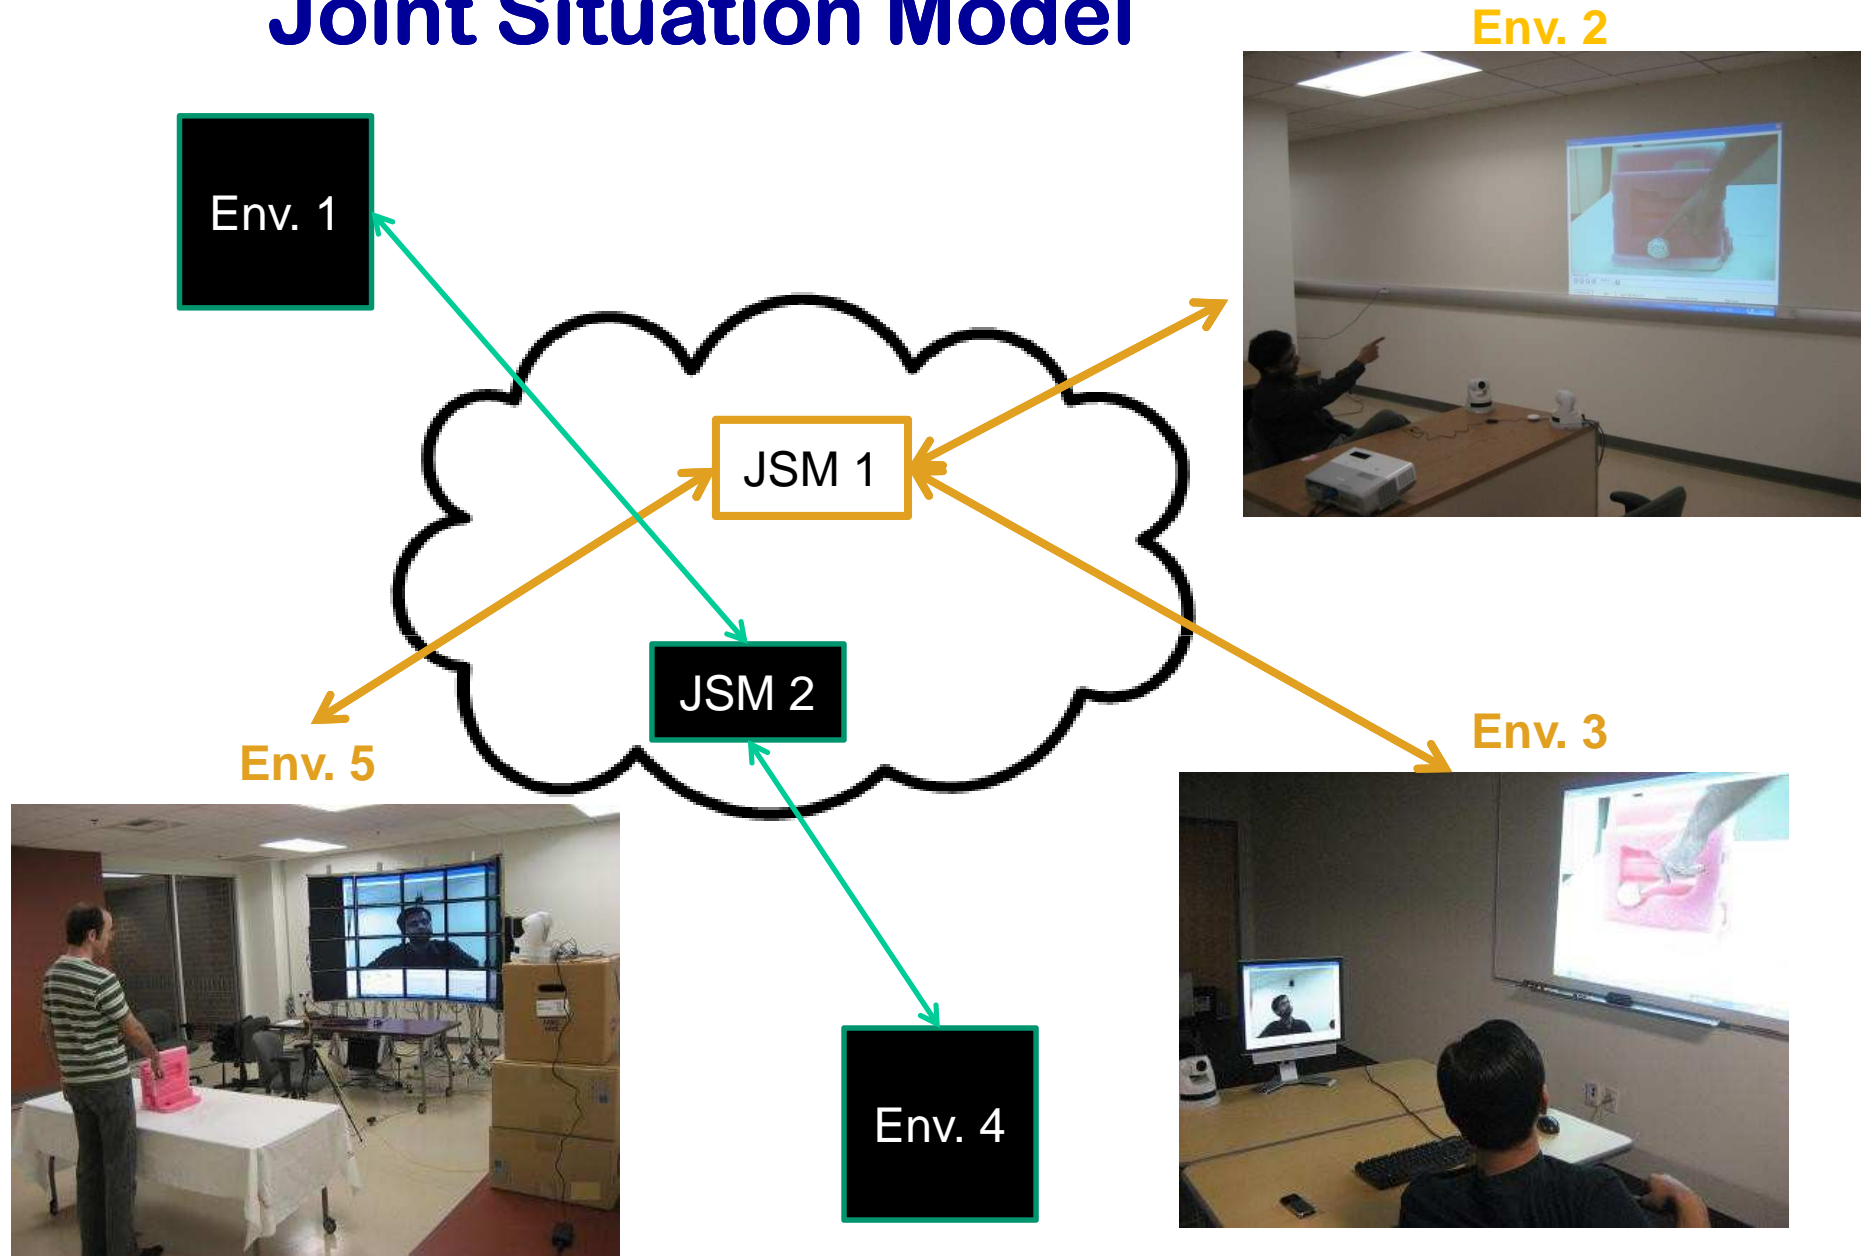 Joint Situation Model
Env. 2
Env. 1
JSM 1
JSM 2
Env. 3
Env. 5
Env. 4